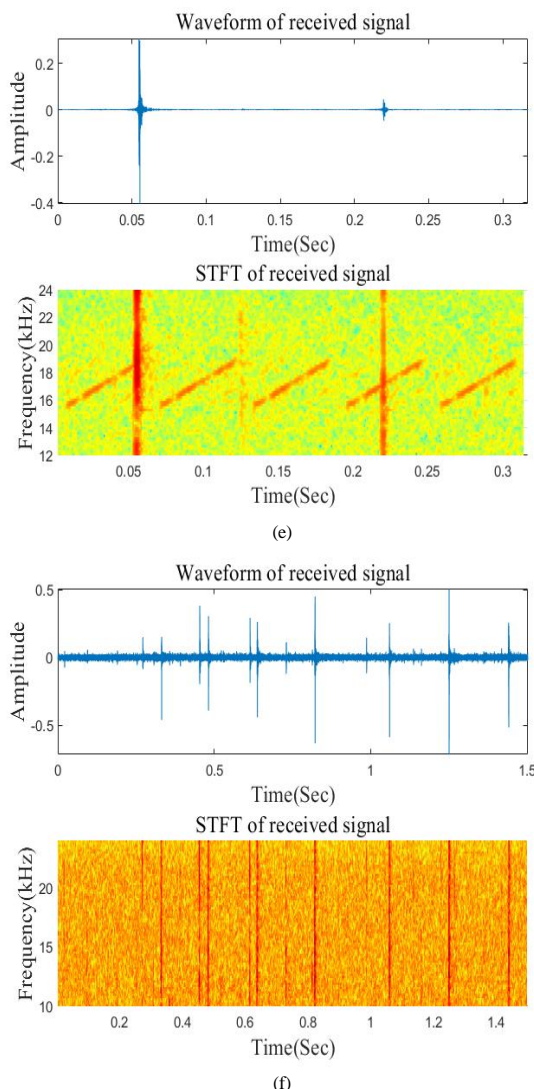 Waveform of received signal
Amplitude
0.2
0
-0.2
-0.4
0 0.05 0.1 0.15 0.2 0.25 0.3
Time(Sec)
STFT of received signal
Frequency(kHz)
24
22
20
18
16
14
12
0.05 0.1 0.15 0.2 0.25 0.3
Time(Sec)
(e)
Waveform of received signal
Amplitude
0.5
0
-0.5
0 0.5 1 1.5
Time(Sec)
STFT of received signal
Frequency(kHz)
20
15
10
0.2 0.4 0.6 0.8 1 1.2 1.4
Time(Sec)
(f)